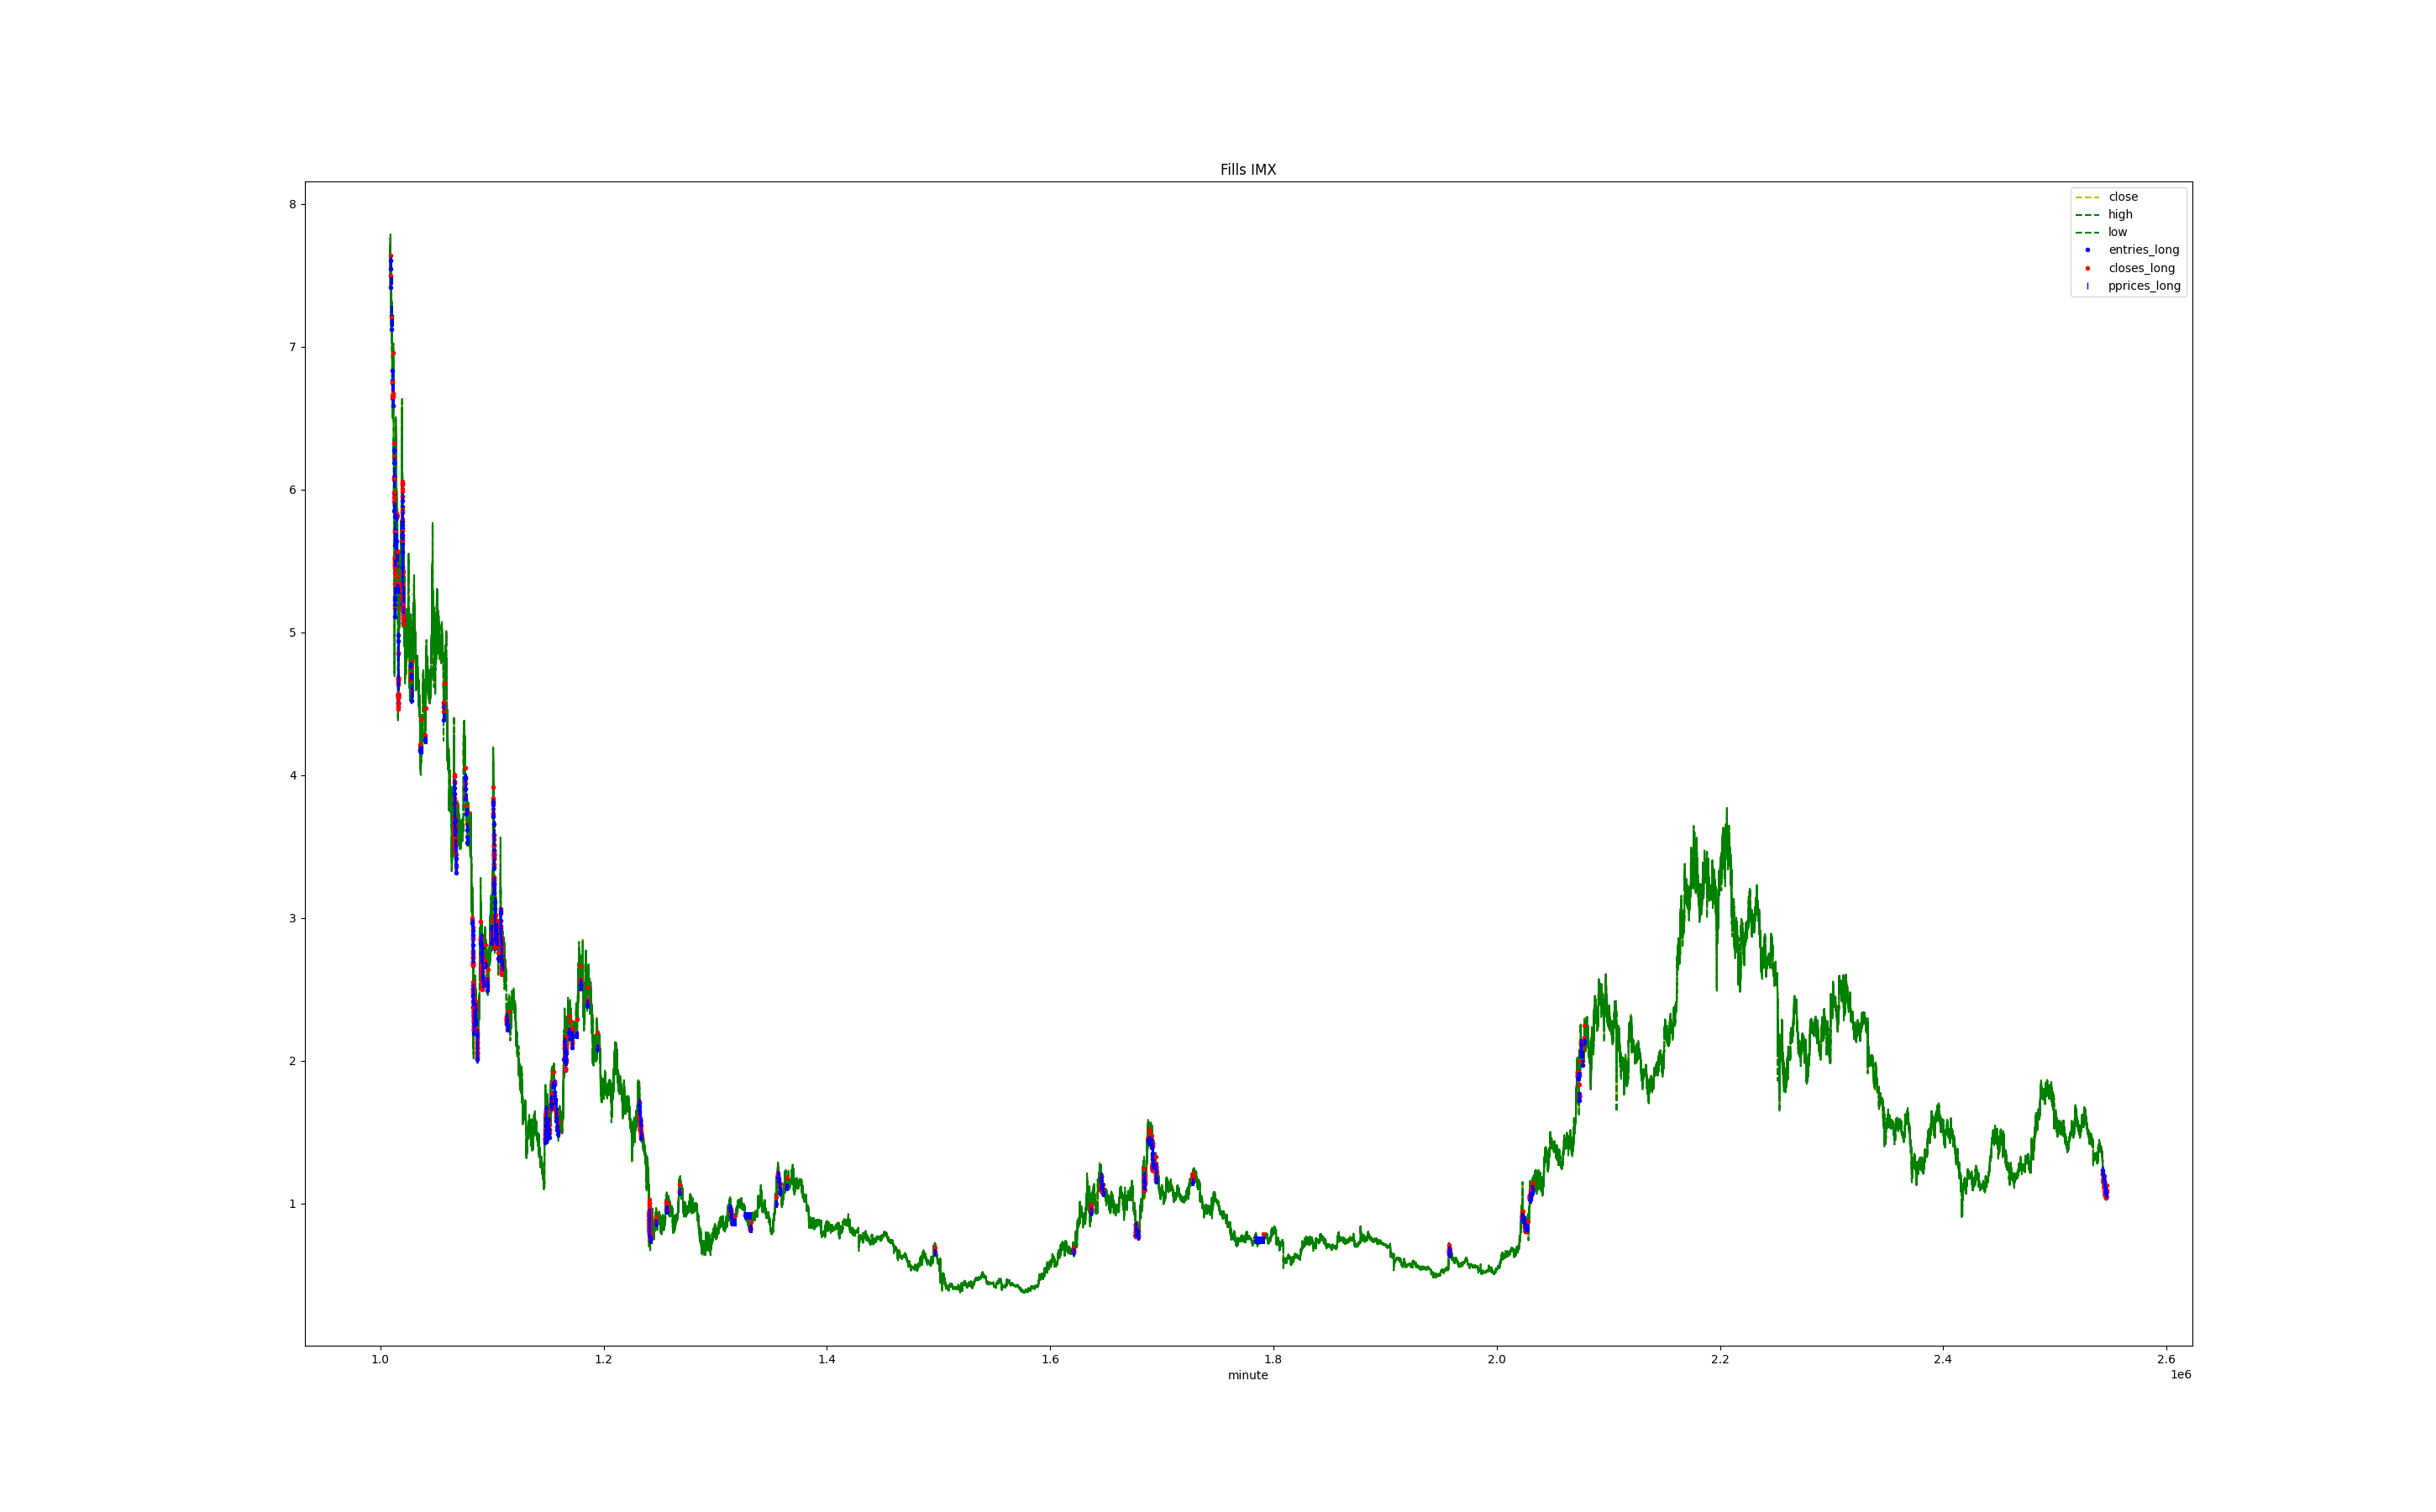 Fills IMX
close
high
low
entries_long
closes_long
pprices_long
8
7
6
5
4
3
2
1
1.0 1.2 1.4 1.6 1.8 2.0 2.2 2.4 2.6
minute
1e6